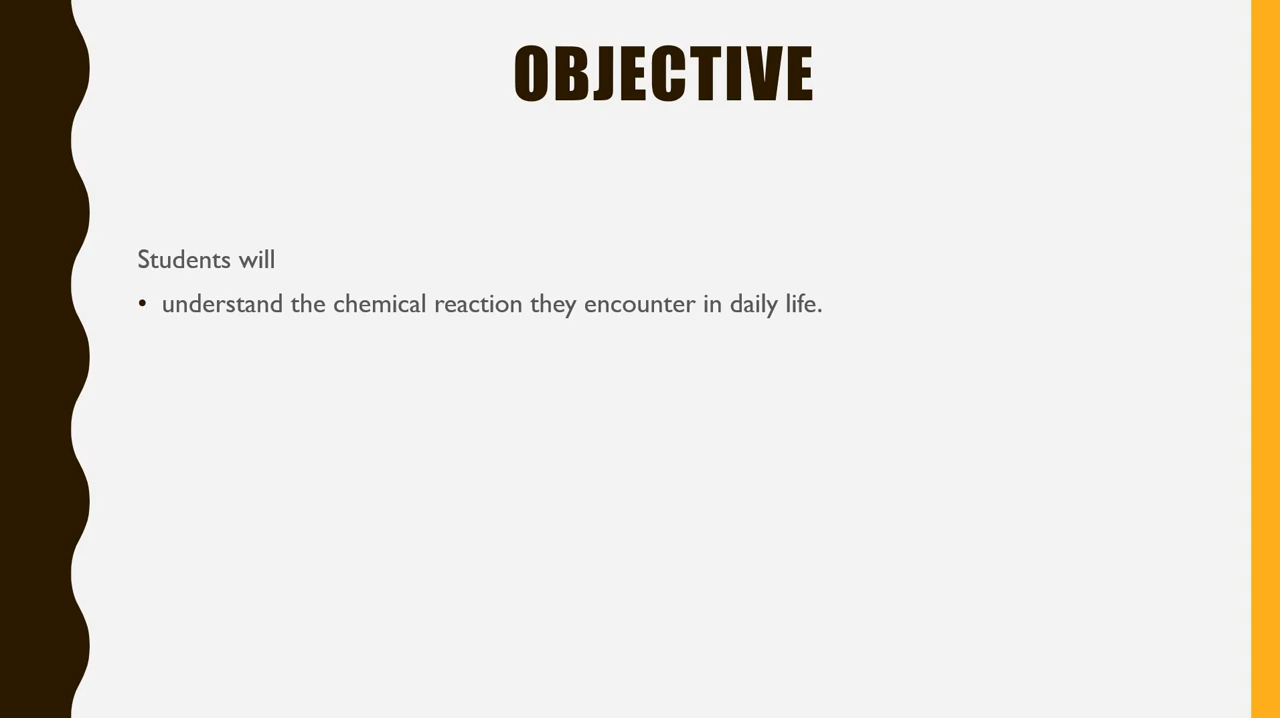 OBJECTIVE
Students will
• understand the chemical reaction they encounter in daily life.